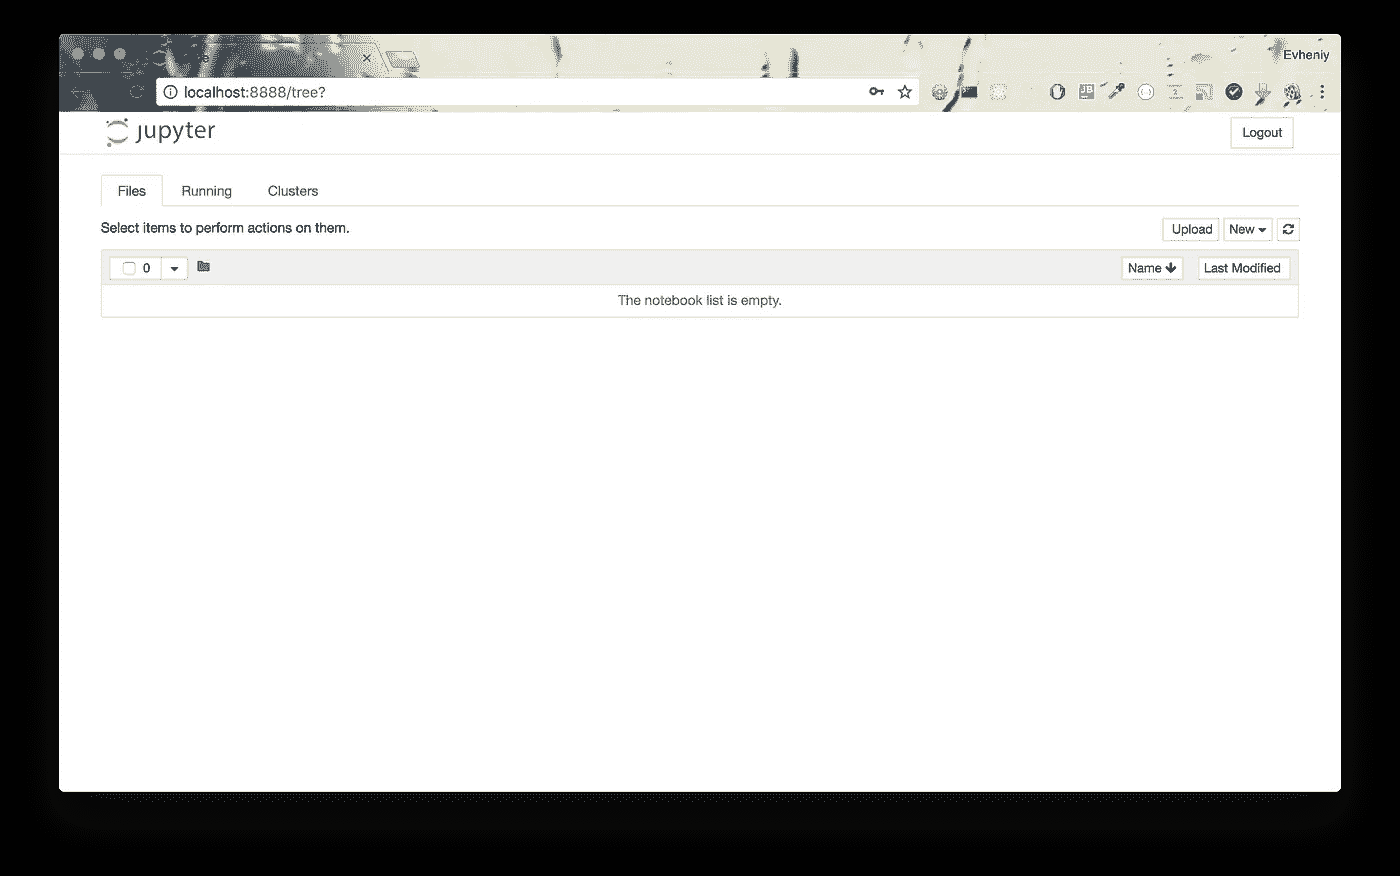 Evheniy
localhost:8888/tree?
JB
jupyter
Logout
Files Running Clusters
Select items to perform actions on them.
Upload New
0 Name Last Modified
The notebook list is empty.